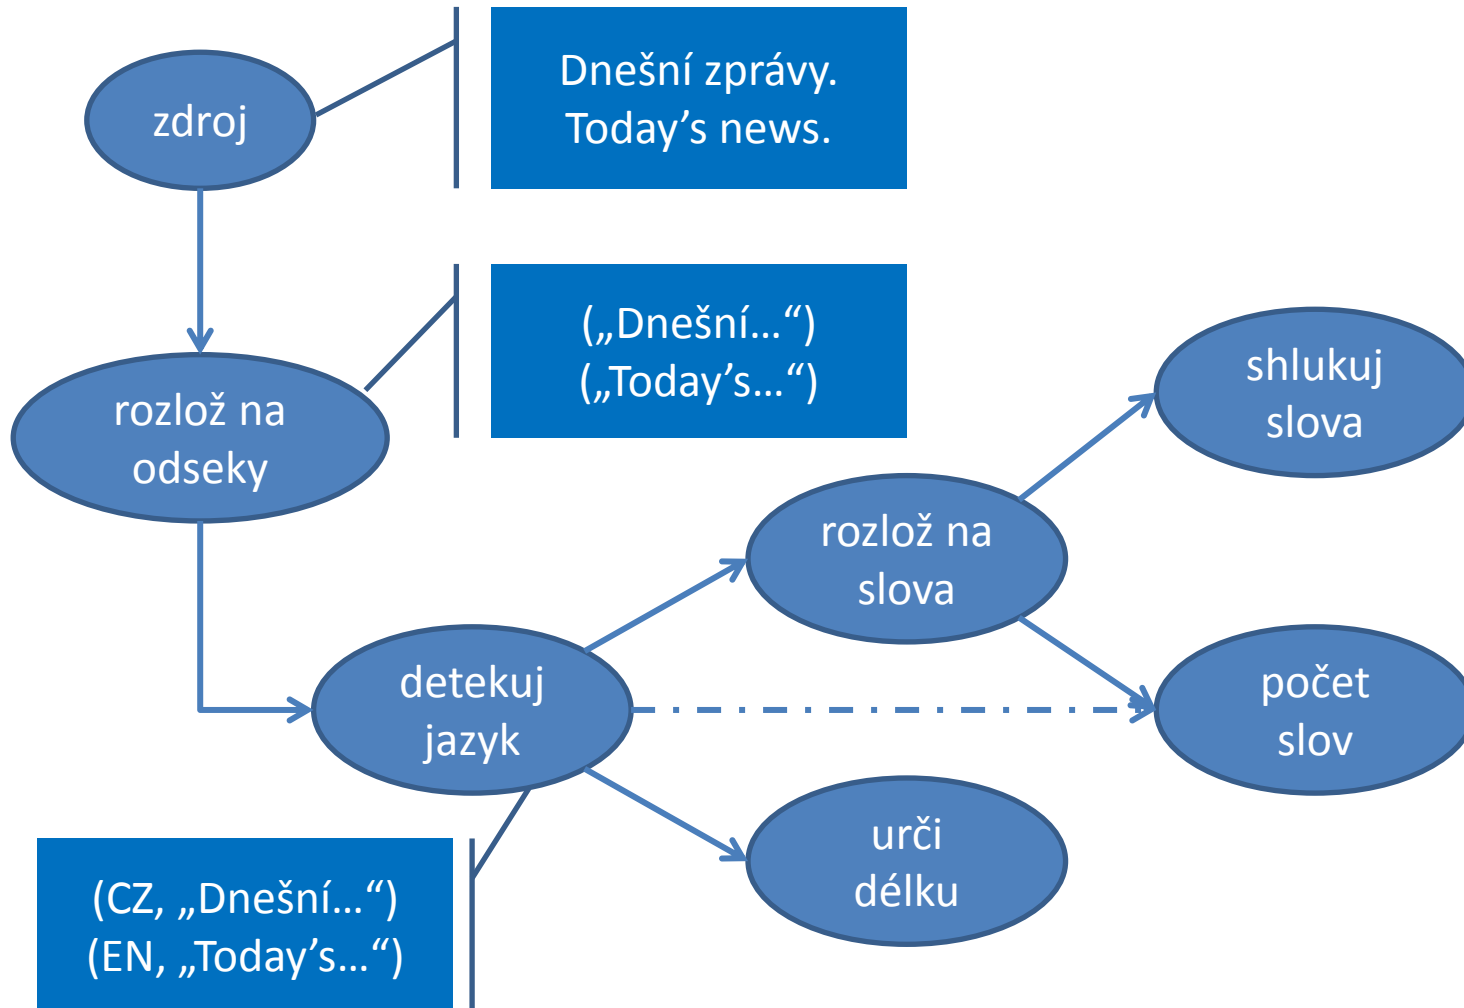 zdroj
Dnešní zprávy.
Today’s news.
rozlož na
odseky
(„Dnešní…“)
(„Today's…“)
shlukuj
slova
rozlož na
slova
detekuj
jazyk
počet
slov
urči
délku
(CZ, „Dnešní…“)
(EN, „Today's…“)